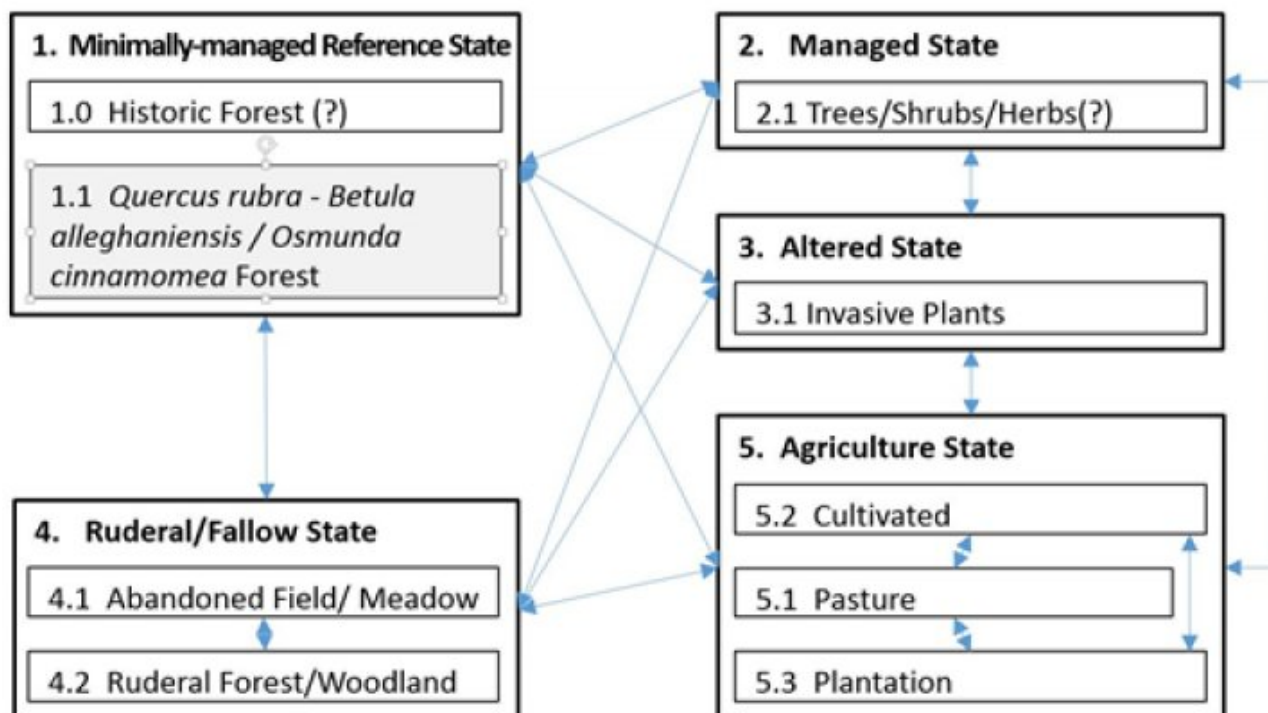 1. Minimally-managed Reference State
1.0 Historic Forest (?)
1.1 Quercus rubra - Betula
alleghaniensis / Osmunda
cinnamomea Forest
2. Managed State
2.1 Trees/Shrubs/Herbs(?)
3. Altered State
3.1 Invasive Plants
4. Ruderal/Fallow State
4.1 Abandoned Field/ Meadow
4.2 Ruderal Forest/Woodland
5. Agriculture State
5.2 Cultivated
5.1 Pasture
5.3 Plantation